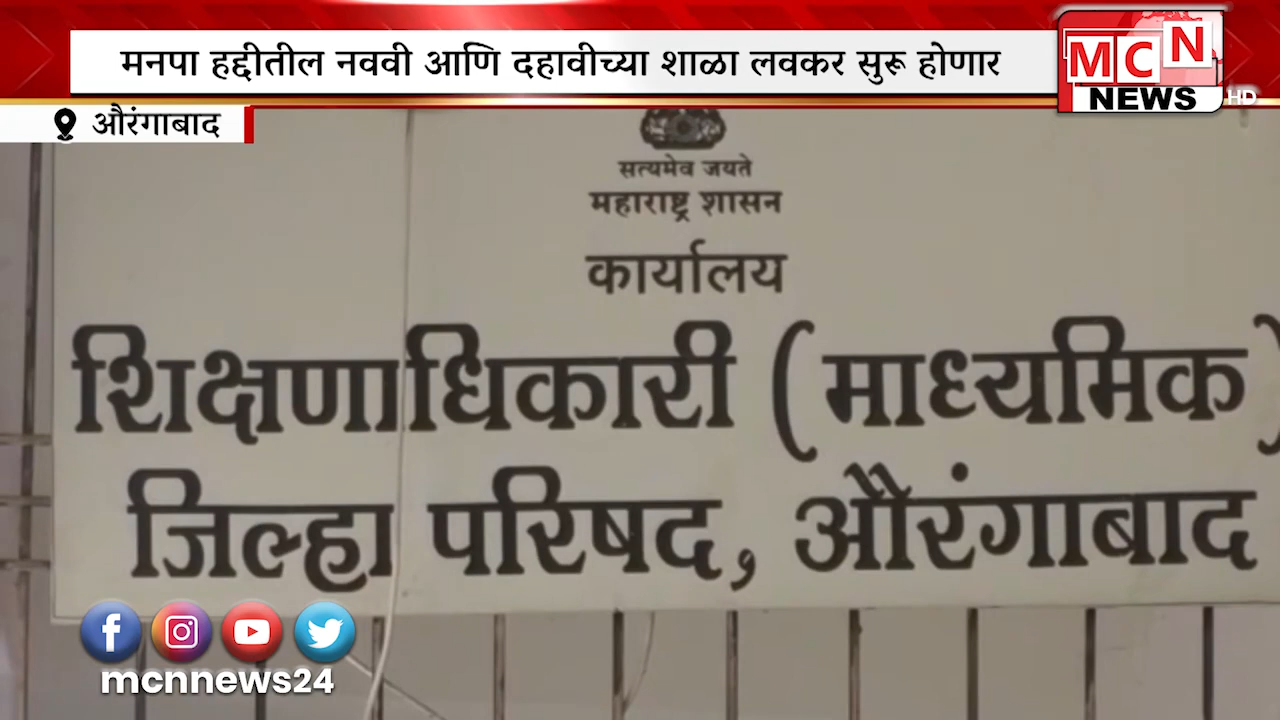 मनपा हद्दीतील नववी आणि दहावीच्या शाळा लवकर सुरू होणार
MCN
NEWS
HD
औरंगाबाद
सत्यमेव जयते
महाराष्ट्र शासन
कार्यालय
शिक्षणाधिकारी (माध्यमिक)
जिल्हा परिषद, औरंगाबाद
mcnnews24